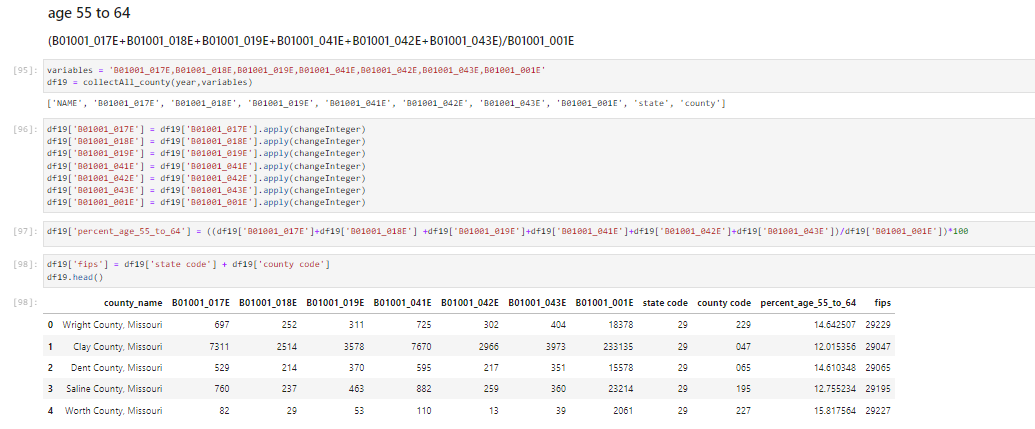 age 55 to 64
(B01001_017E+B01001_018E+B01001_019E+B01001_041E+B01001_042E+B01001_043E)/B01001_001E
[95]: variables = 'B01001_017E,B01001_018E,B01001_019E,B01001_041E,B01001_042E,B01001_043E,B01001_001E'
df19 = collectAll_county(year,variables)
['NAME', 'B01001_017E', 'B01001_018E', 'B01001_019E', 'B01001_041E', 'B01001_042E', 'B01001_043E', 'B01001_001E', 'state', 'county']
[96]: df19['B01001_017E'] = df19['B01001_017E'].apply(changeInteger)
df19['B01001_018E'] = df19['B01001_018E'].apply(changeInteger)
df19['B01001_019E'] = df19['B01001_019E'].apply(changeInteger)
df19['B01001_041E'] = df19['B01001_041E'].apply(changeInteger)
df19['B01001_042E'] = df19['B01001_042E'].apply(changeInteger)
df19['B01001_043E'] = df19['B01001_043E'].apply(changeInteger)
df19['B01001_001E'] = df19['B01001_001E'].apply(changeInteger)
[97]: df19['percent_age_55_to_64'] = ((df19['B01001_017E']+df19['B01001_018E'] +df19['B01001_019E']+df19['B01001_041E']+df19['B01001_042E']+df19['B01001_043E'])/df19['B01001_001E'])*100
[98]: df19['fips'] = df19['state code'] + df19['county code']
df19.head()
[98]: county_name B01001_017E B01001_018E B01001_019E B01001_041E B01001_042E B01001_043E B01001_001E state code county code percent_age_55_to_64 fips
0 Wright County, Missouri 697 252 311 725 302 404 18378 29 229 14.642507 29229
1 Clay County, Missouri 7311 2514 3578 7670 2966 3973 233135 29 047 12.015356 29047
2 Dent County, Missouri 529 214 370 595 217 351 15578 29 065 14.610348 29065
3 Saline County, Missouri 760 237 463 882 259 360 23214 29 195 12.755234 29195
4 Worth County, Missouri 82 29 53 110 13 39 2061 29 227 15.817564 29227